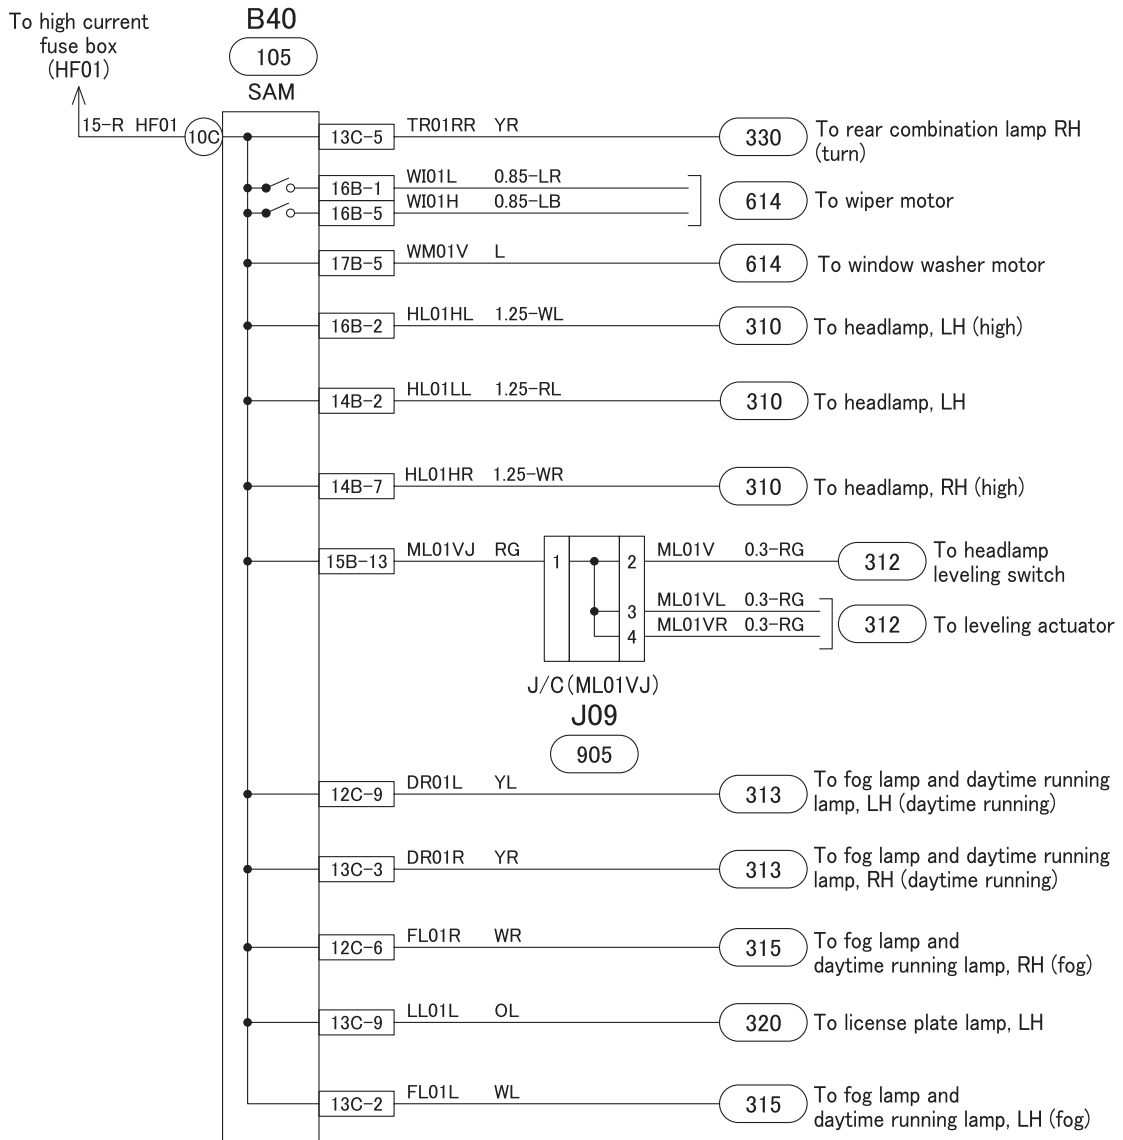 To high current
fuse box
(HF01)
B40
105
SAM
15-R HF01
10C
13C-5 TR01RR YR 330 To rear combination lamp RH
(turn)
16B-1 WI01L 0.85-LR
16B-5 WI01H 0.85-LB
614 To wiper motor
17B-5 WM01V L 614 To window washer motor
16B-2 HL01HL 1.25-WL 310 To headlamp, LH (high)
14B-2 HL01LL 1.25-RL 310 To headlamp, LH
14B-7 HL01HR 1.25-WR 310 To headlamp, RH (high)
15B-13 ML01VJ RG 1 2 ML01V 0.3-RG 312 To headlamp
leveling switch
3 ML01VL 0.3-RG
4 ML01VR 0.3-RG
312 To leveling actuator
J/C(ML01VJ)
J09
905
12C-9 DR01L YL 313 To fog lamp and daytime running
lamp, LH (daytime running)
13C-3 DR01R YR 313 To fog lamp and daytime running
lamp, RH (daytime running)
12C-6 FL01R WR 315 To fog lamp and
daytime running lamp, RH (fog)
13C-9 LL01L OL 320 To license plate lamp, LH
13C-2 FL01L WL 315 To fog lamp and
daytime running lamp, LH (fog)